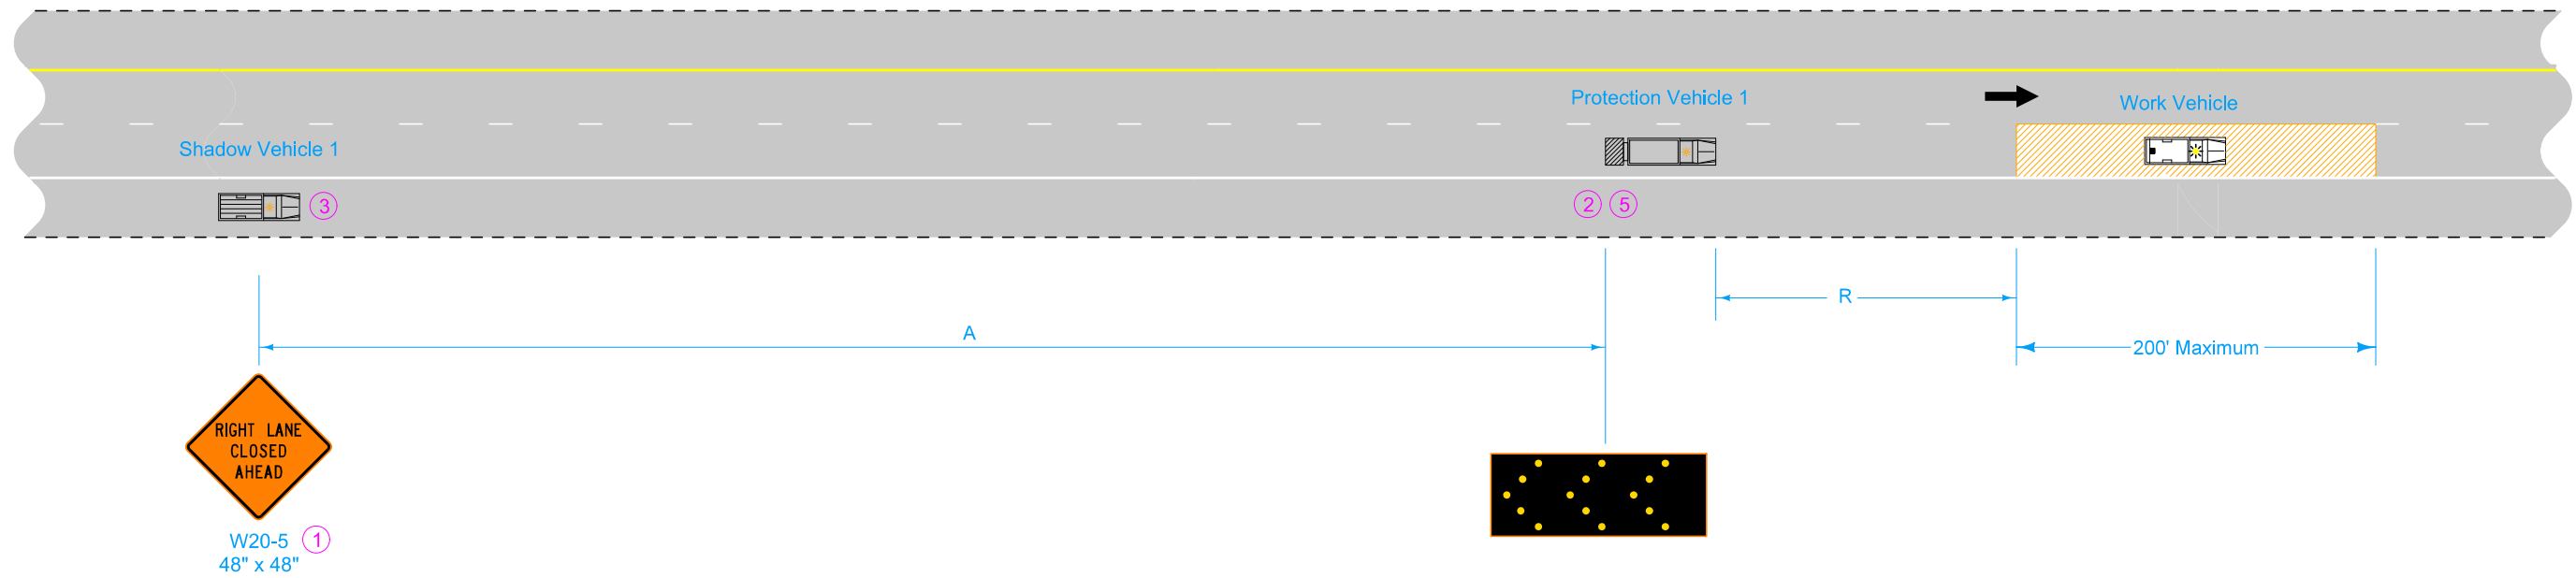 Protection Vehicle 1
Work Vehicle
Shadow Vehicle 1
3
2 5
R
A
200' Maximum
RIGHT LANE
CLOSED
AHEAD
W20-5 1
48" x 48"